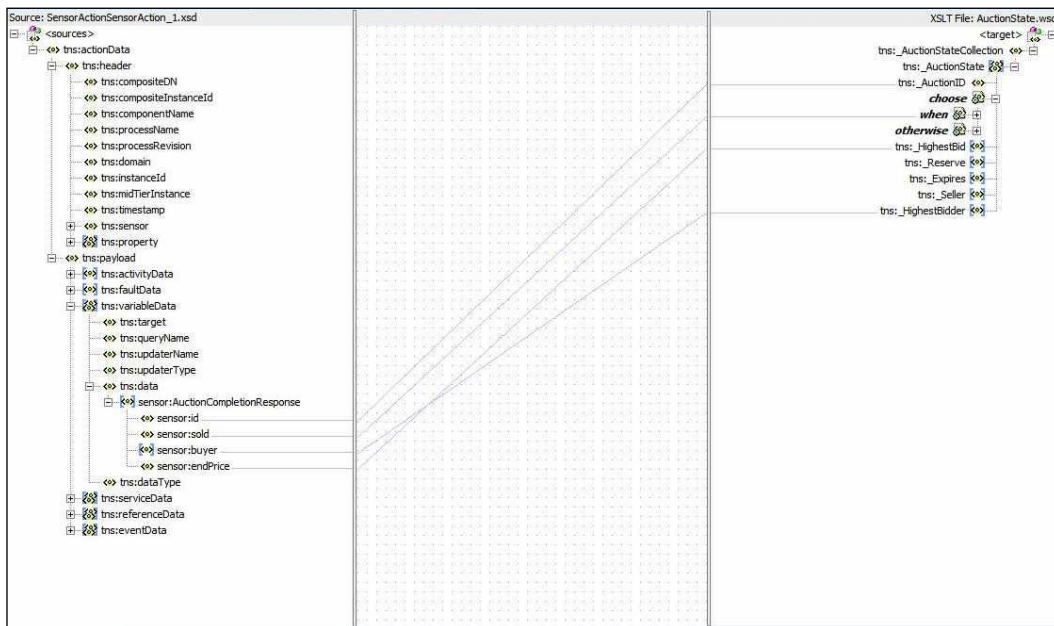 Source: SensorActionSensorAction_1.xsd
<sources>
tns:actionData
tns:header
tns:compositeDN
tns:compositeInstanceId
tns:componentName
tns:processName
tns:processRevision
tns:domain
tns:instanceId
tns:midTierInstance
tns:timestamp
tns:sensor
tns:property
tns:payload
tns:activityData
tns:faultData
tns:variableData
tns:target
tns:queryName
tns:updaterName
tns:updaterType
tns:data
sensor:AuctionCompletionResponse
sensor:id
sensor:sold
sensor:buyer
sensor:endPrice
tns:dataType
tns:serviceData
tns:referenceData
tns:eventData
XSLT File: AuctionState.wsd
<target>
tns:_AuctionStateCollection
tns:_AuctionState
tns:_AuctionID
choose
when
otherwise
tns:_HighestBid
tns:_Reserve
tns:_Expires
tns:_Seller
tns:_HighestBidder